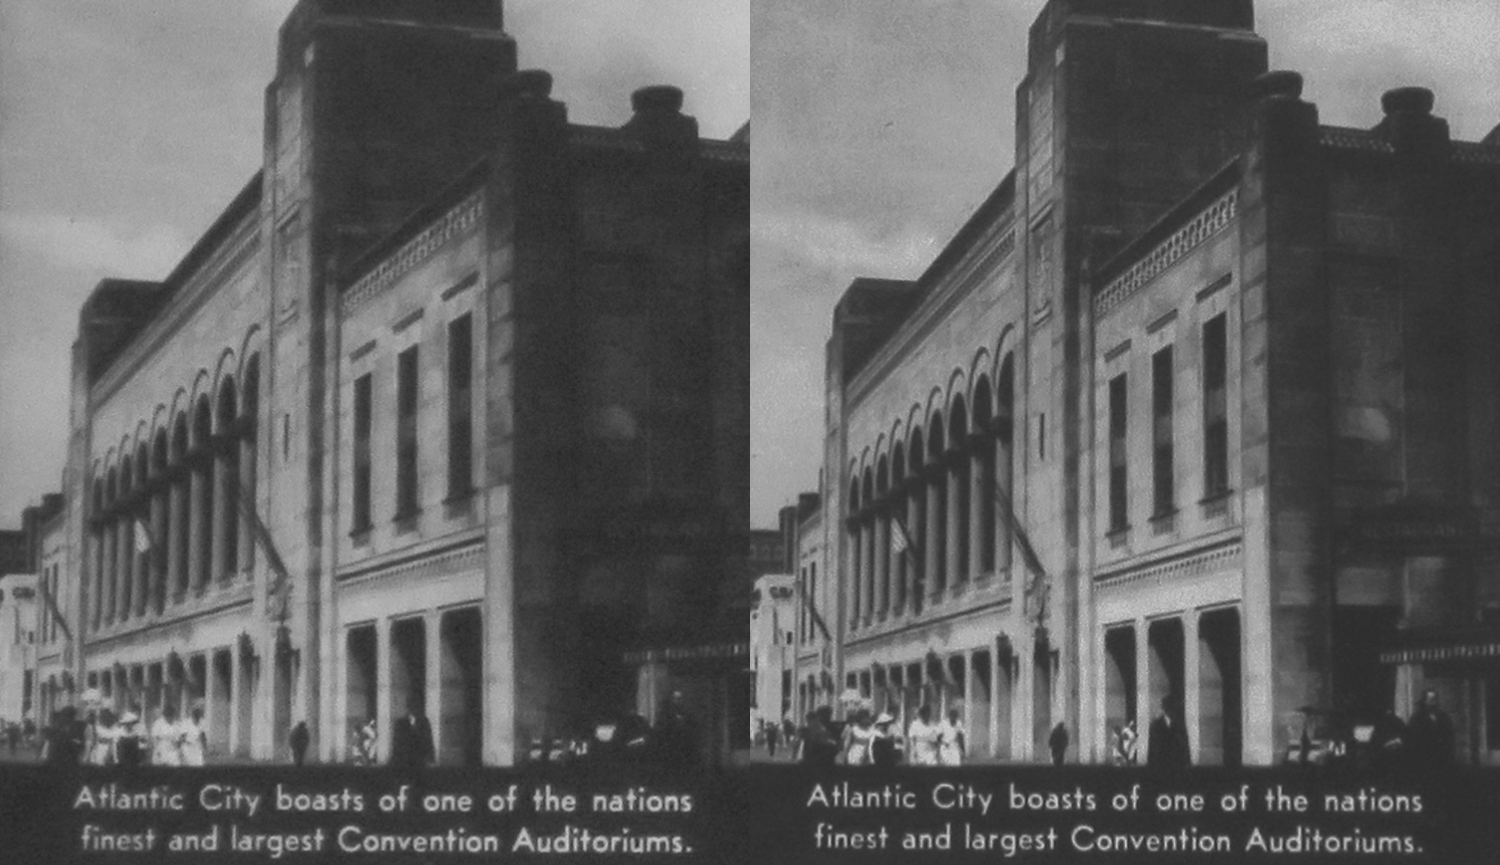 Atlantic City boasts of one of the nations
finest and largest Convention Auditoriums.
Atlantic City boasts of one of the nations
finest and largest Convention Auditoriums.